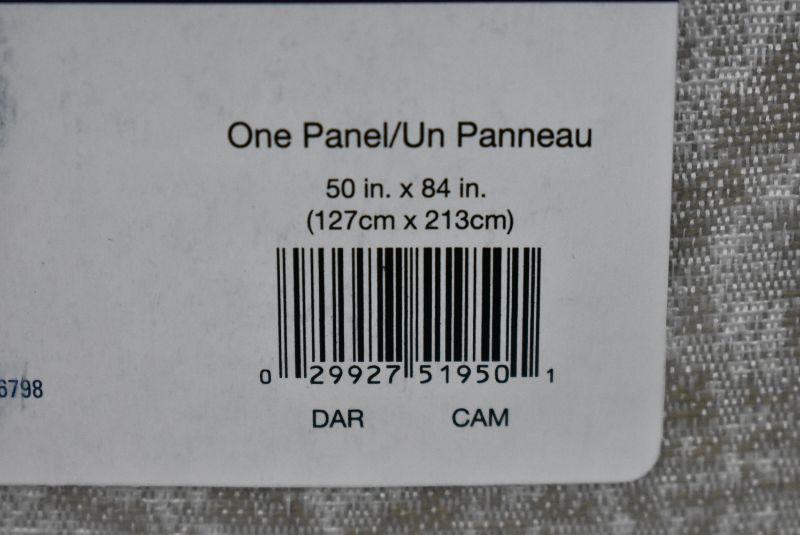 One Panel/Un Panneau
50 in. x 84 in.
(127cm x 213cm)
0 29927 51950 1
6798
DAR CAM